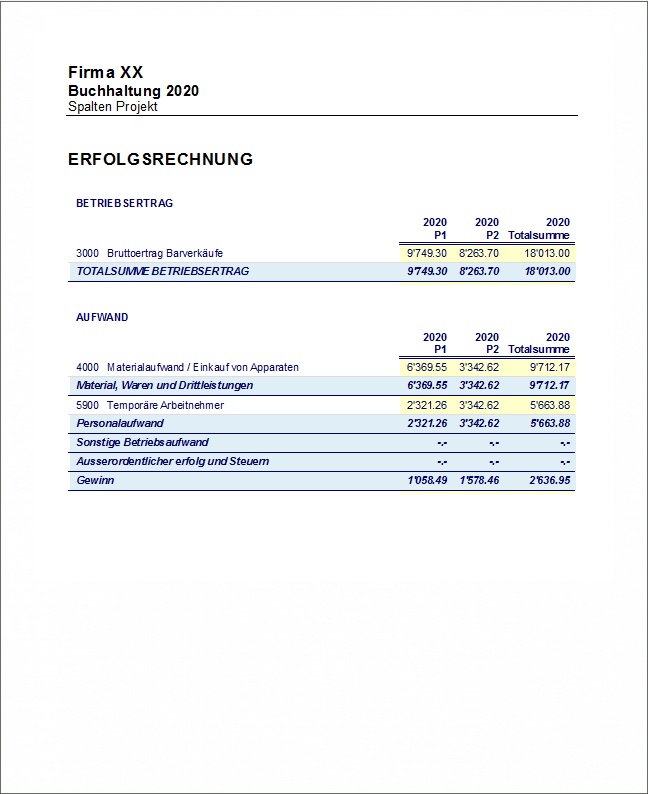 Firma XX
Buchhaltung 2020
Spalten Projekt
ERFOLGSRECHNUNG
BETRIEBSERTRAG
2020 2020 2020
P1 P2 Totalsumme
3000 Bruttoertrag Barverkäufe 9'749.30 8'263.70 18'013.00
TOTALSUMME BETRIEBSERTRAG 9'749.30 8'263.70 18'013.00
AUFWAND
2020 2020 2020
P1 P2 Totalsumme
4000 Materialaufwand / Einkauf von Apparaten 6'369.55 3'342.62 9'712.17
Material, Waren und Drittleistungen 6'369.55 3'342.62 9'712.17
5900 Temporäre Arbeitnehmer 2'321.26 3'342.62 5'663.88
Personalaufwand 2'321.26 3'342.62 5'663.88
Sonstige Betriebsaufwand -.- -.- -.-
Ausserordentlicher erfolg und Steuern -.- -.- -.-
Gewinn 1'058.49 1'578.46 2'636.95